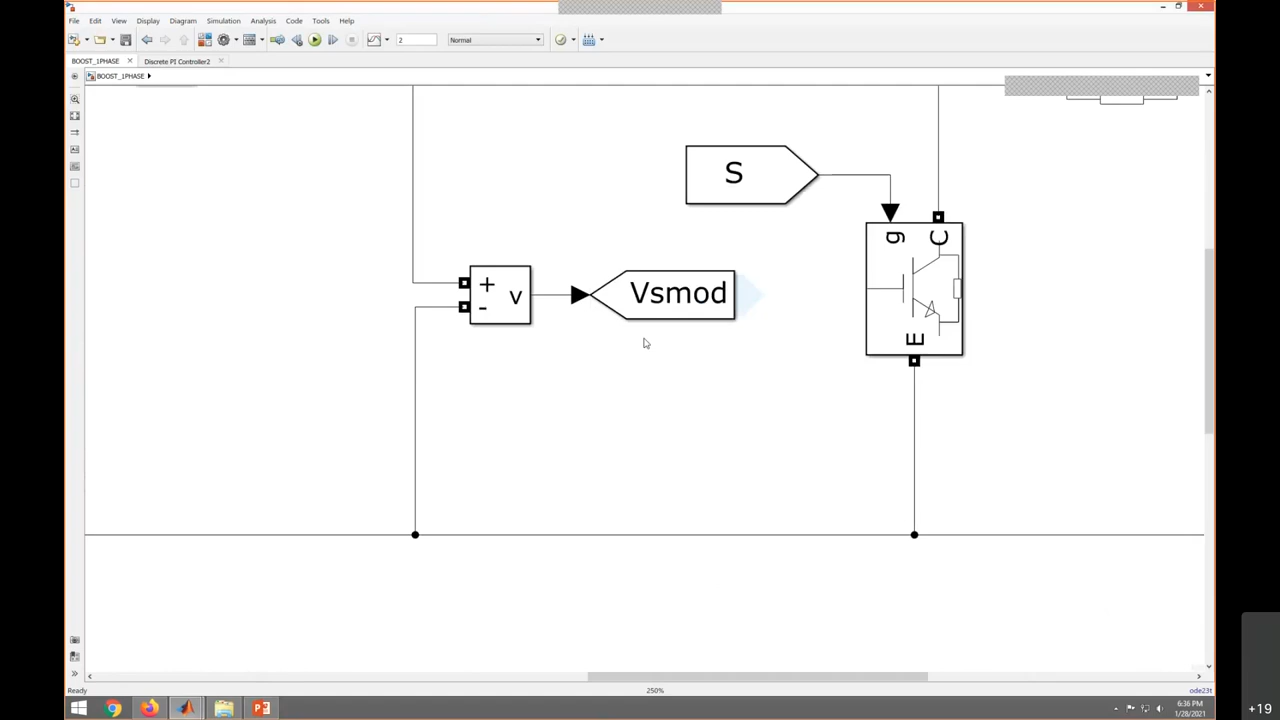 File Edit View Display Diagram Simulation Analysis Code Tools Help
2 Normal
BOOST_1PHASE Discrete PI Controller2
BOOST_1PHASE
S
g C
+
- v
Vsmod
E
Ready 250% ode23t
6:36 PM
1/28/2021
+19